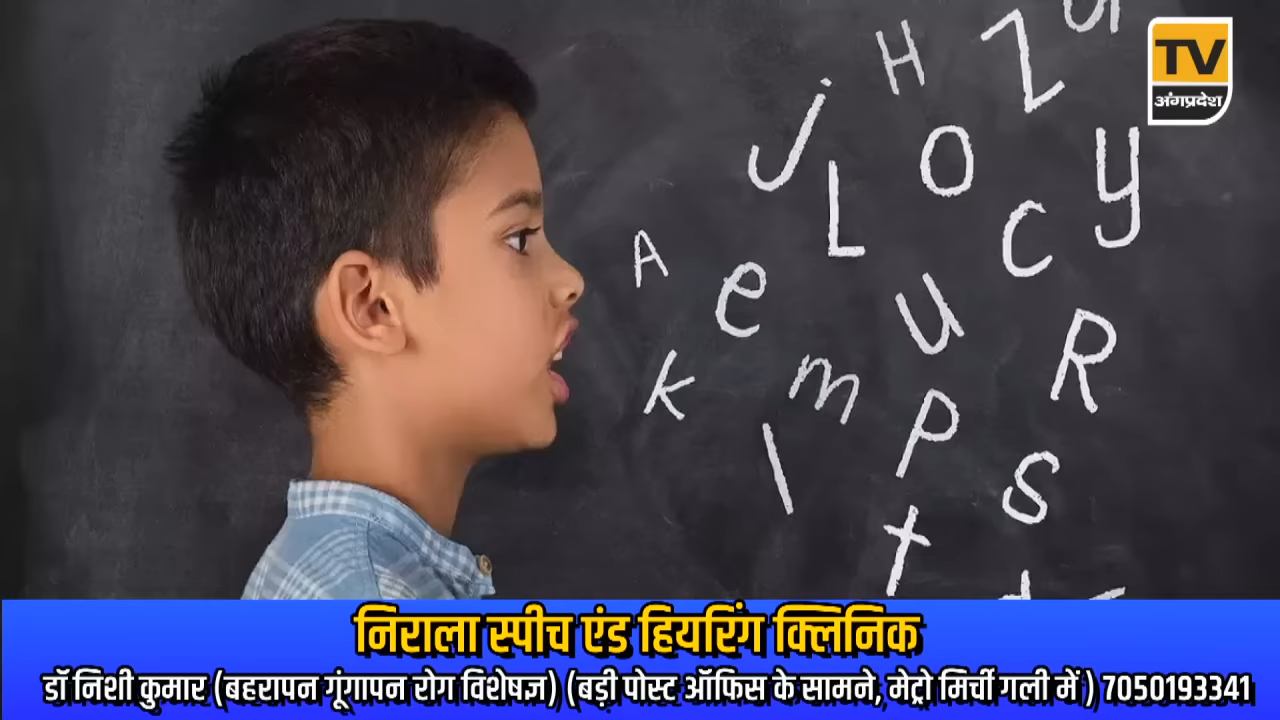 H Z
TV
अंगप्रदेश
J O y
L C
A e
u R
K m
P
l S
t
निराला स्पीच एंड हियरिंग क्लिनिक
डॉ निशी कुमार (बहरापन गूंगापन रोग विशेषज्ञ) (बड़ी पोस्ट ऑफिस के सामने, मेट्रो मिर्ची गली में ) 7050193341